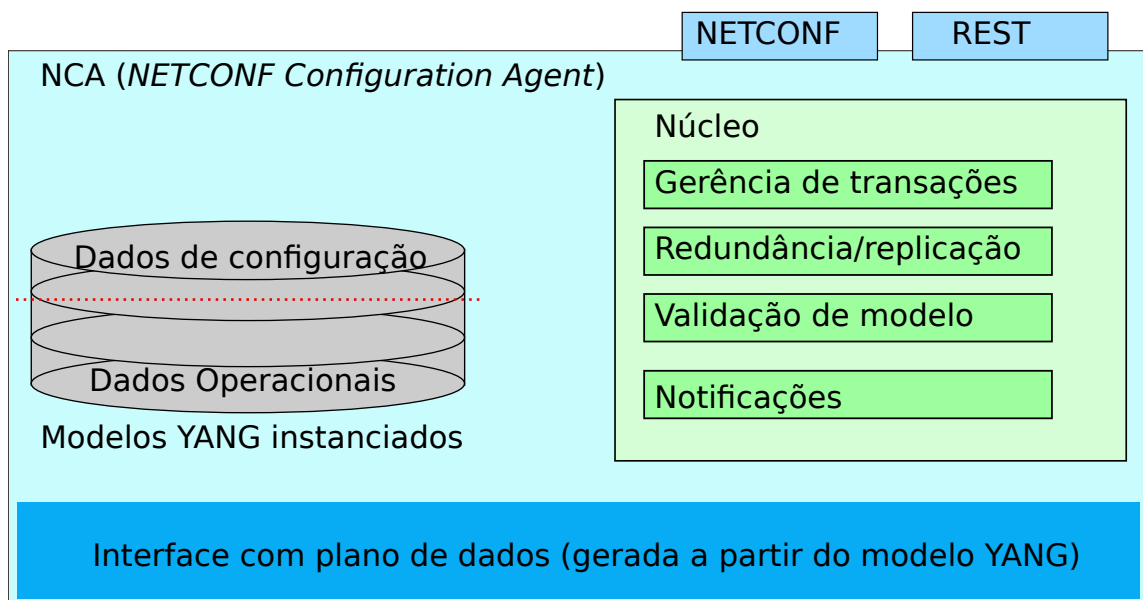 NETCONF
REST
NCA (NETCONF Configuration Agent)
Núcleo
Gerência de transações
Redundância/replicação
Validação de modelo
Notificações
Dados de configuração
Dados Operacionais
Modelos YANG instanciados
Interface com plano de dados (gerada a partir do modelo YANG)